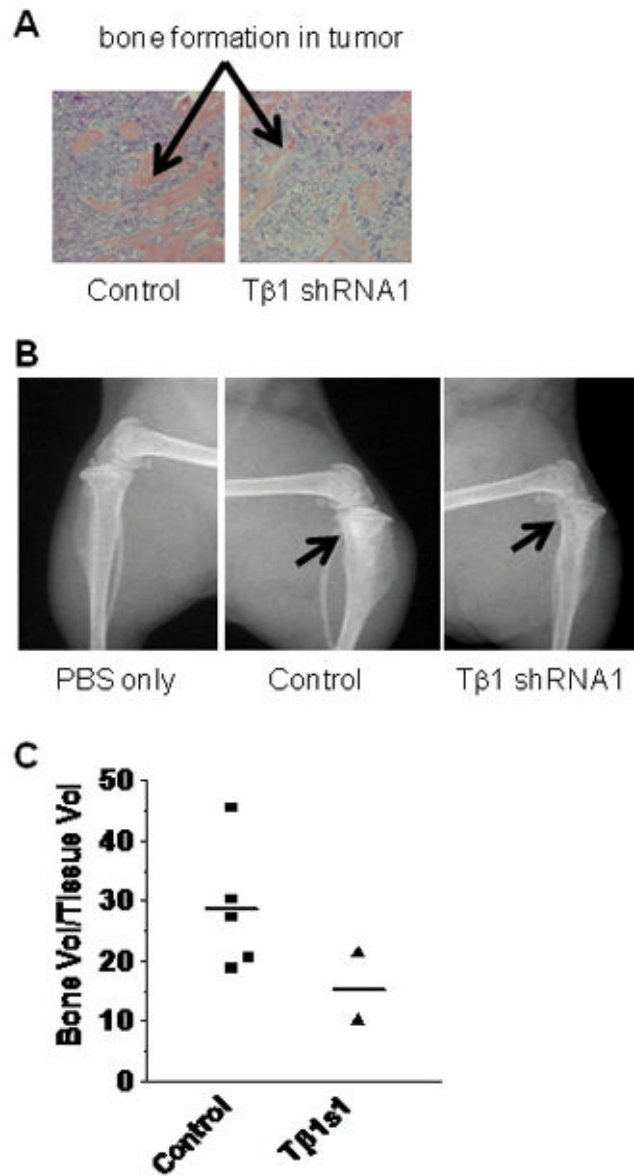 A
bone formation in tumor
Control
Tβ1 shRNA1
B
PBS only
Control
Tβ1 shRNA1
C
Bone Vol/Tissue Vol
50
40
30
20
10
0
Control
Tβ1s1